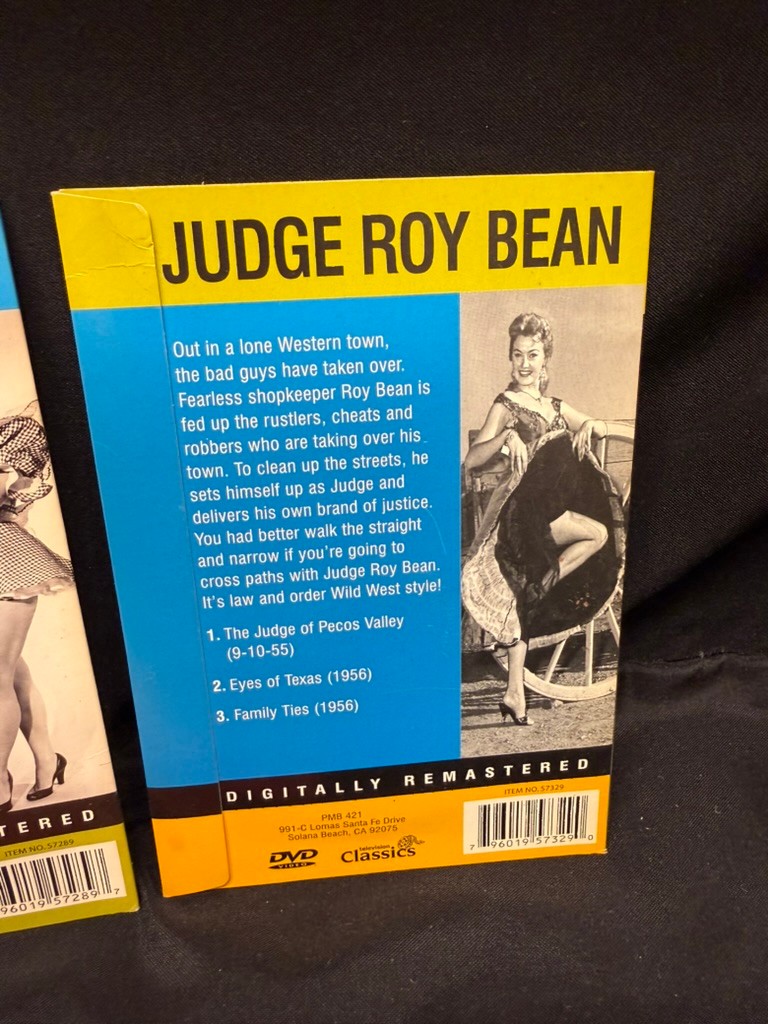 JUDGE ROY BEAN
Out in a lone Western town,
the bad guys have taken over.
Fearless shopkeeper Roy Bean is
fed up the rustlers, cheats and
robbers who are taking over his
town. To clean up the streets, he
sets himself up as Judge and
delivers his own brand of justice.
You had better walk the straight
and narrow if you're going to
cross paths with Judge Roy Bean.
It's law and order Wild West style!
1. The Judge of Pecos Valley
(9-10-55)
2. Eyes of Texas (1956)
3. Family Ties (1956)
DIGITALLY REMASTERED
PMB 421
991-C Lomas Santa Fe Drive
Solana Beach, CA 92075
DVD
VIDEO
television
Classics
ITEM NO. 57329
7 96019 57329 0
TERED
ITEM NO. 57289
96019 57289 7